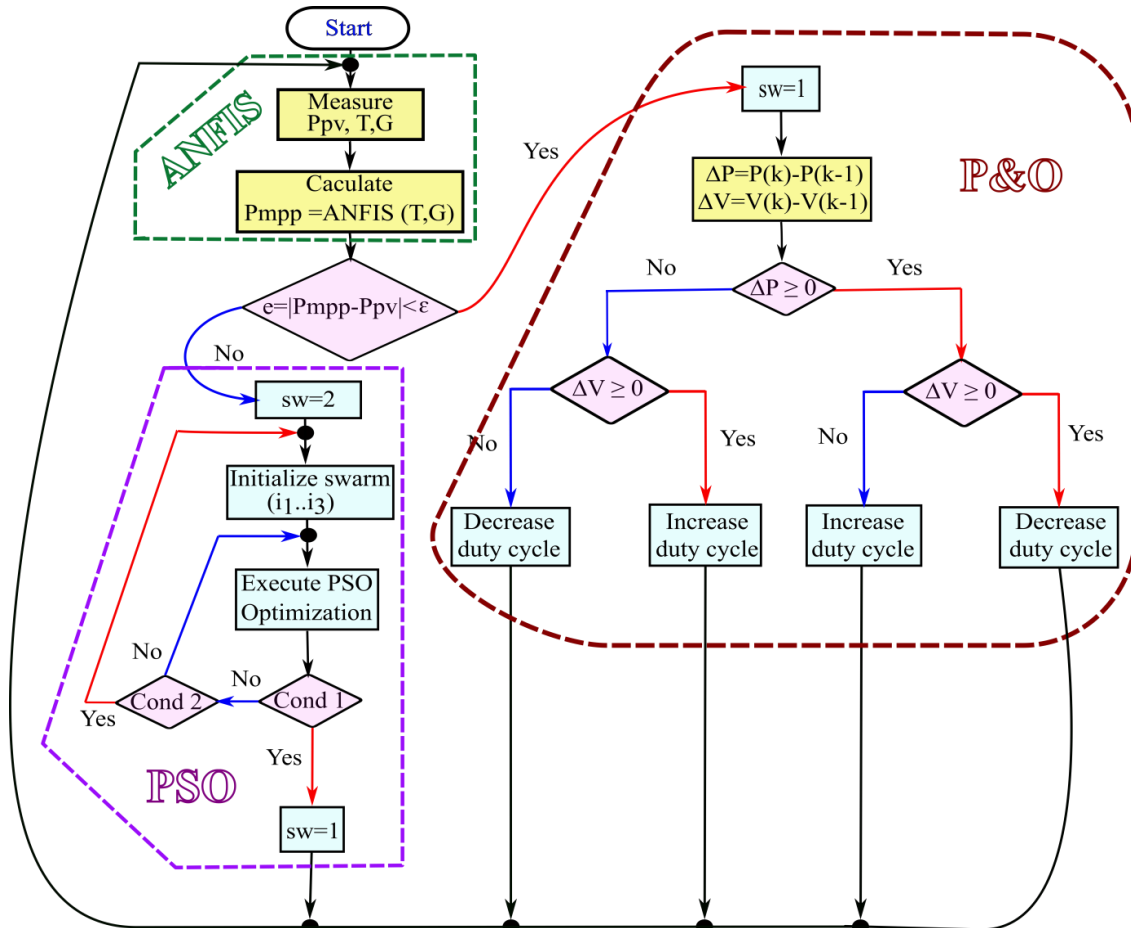 Start
ANFIS
Measure
Ppv, T,G
Caculate
Pmpp =ANFIS (T,G)
e=|Pmpp-Ppv|<ε
Yes
No
sw=2
Initialize swarm
(i1..i3)
Execute PSO
Optimization
No
No
Cond 2
Cond 1
Yes
Yes
PSO
sw=1
sw=1
P&O
ΔP=P(k)-P(k-1)
ΔV=V(k)-V(k-1)
No
Yes
ΔP ≥ 0
ΔV ≥ 0
ΔV ≥ 0
No
Yes
No
Yes
Decrease
duty cycle
Increase
duty cycle
Increase
duty cycle
Decrease
duty cycle